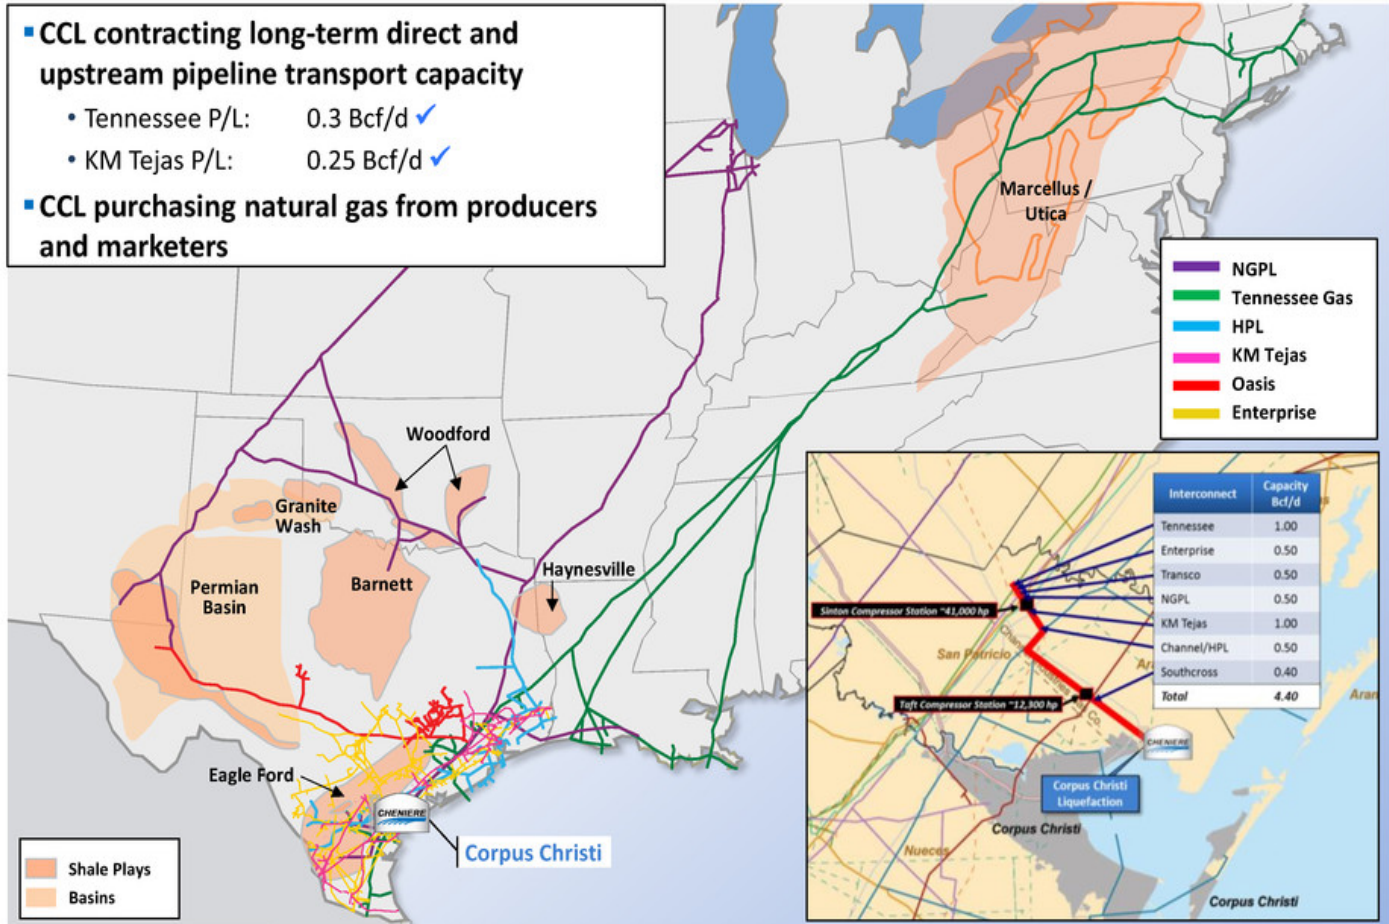 ▪ CCL contracting long-term direct and
upstream pipeline transport capacity
• Tennessee P/L: 0.3 Bcf/d ✓
• KM Tejas P/L: 0.25 Bcf/d ✓
▪ CCL purchasing natural gas from producers
and marketers
Marcellus /
Utica
NGPL
Tennessee Gas
HPL
KM Tejas
Oasis
Enterprise
Woodford
Granite
Wash
Permian
Basin
Barnett
Haynesville
Eagle Ford
CHENIERE
Corpus Christi
Shale Plays
Basins
Interconnect Capacity
Bcf/d
Tennessee 1.00
Enterprise 0.50
Transco 0.50
NGPL 0.50
KM Tejas 1.00
Channel/HPL 0.50
Southcross 0.40
Total 4.40
Sinton Compressor Station ~41,000 hp
San Patricio
Taft Compressor Station ~12,300 hp
CHENIERE
Corpus Christi
Liquefaction
Corpus Christi
Nueces
Corpus Christi